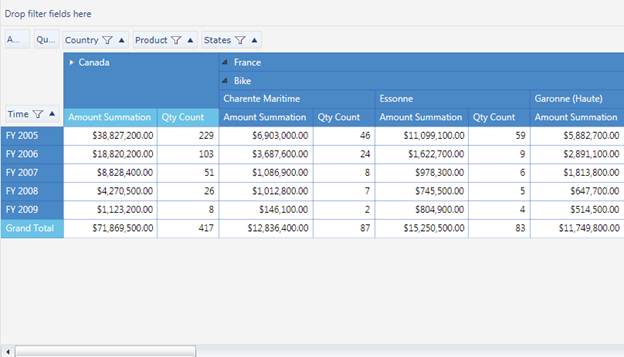 Drop filter fields here
A... Qu... Country Product States
Canada France
Bike
Charente Maritime Essonne Garonne (Haute)
Time Amount Summation Qty Count Amount Summation Qty Count Amount Summation Qty Count Amount Summation
FY 2005 $38,827,200.00 229 $6,903,000.00 46 $11,099,100.00 59 $5,882,700.00
FY 2006 $18,820,200.00 103 $3,687,600.00 24 $1,622,700.00 9 $2,891,100.00
FY 2007 $8,828,400.00 51 $1,086,900.00 8 $978,300.00 6 $1,813,800.00
FY 2008 $4,270,500.00 26 $1,012,800.00 7 $745,500.00 5 $647,700.00
FY 2009 $1,123,200.00 8 $146,100.00 2 $804,900.00 4 $514,500.00
Grand Total $71,869,500.00 417 $12,836,400.00 87 $15,250,500.00 83 $11,749,800.00